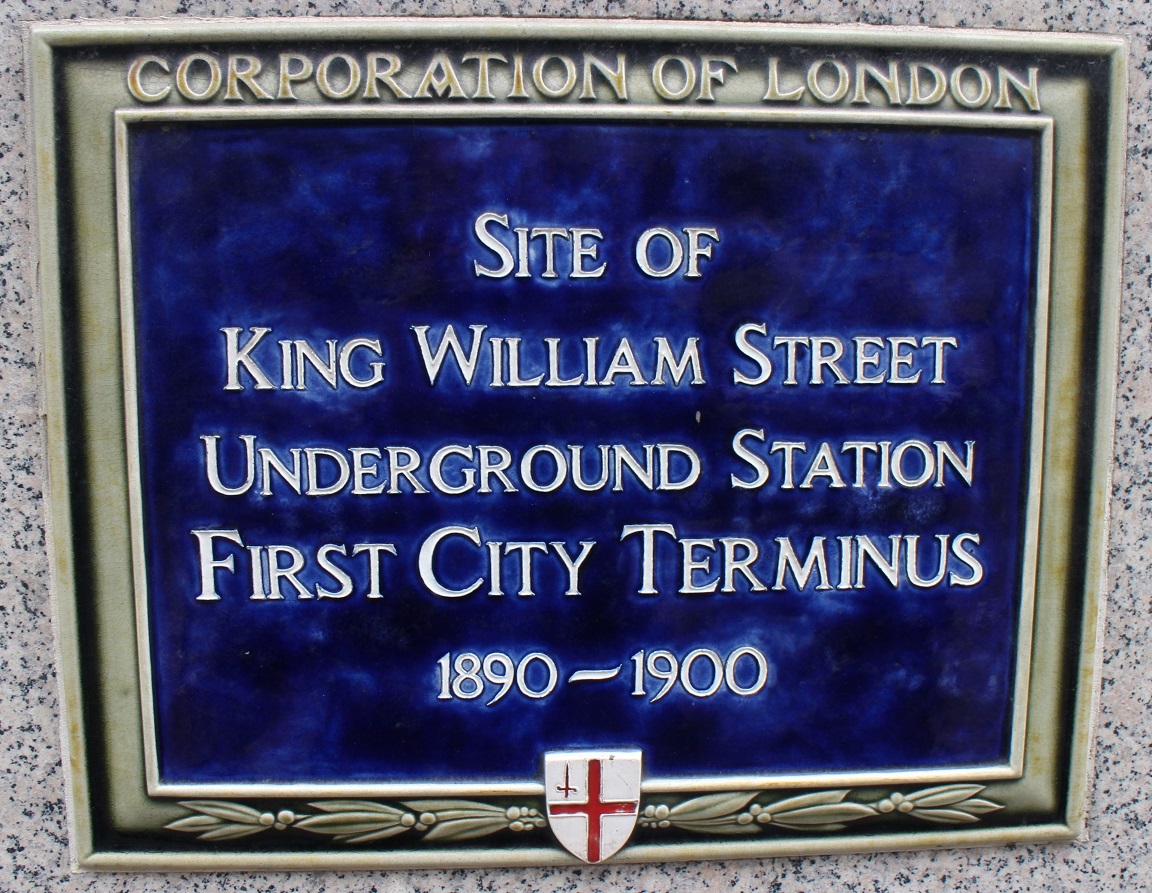 CORPORATION OF LONDON
SITE OF
KING WILLIAM STREET
UNDERGROUND STATION
FIRST CITY TERMINUS
1890 – 1900